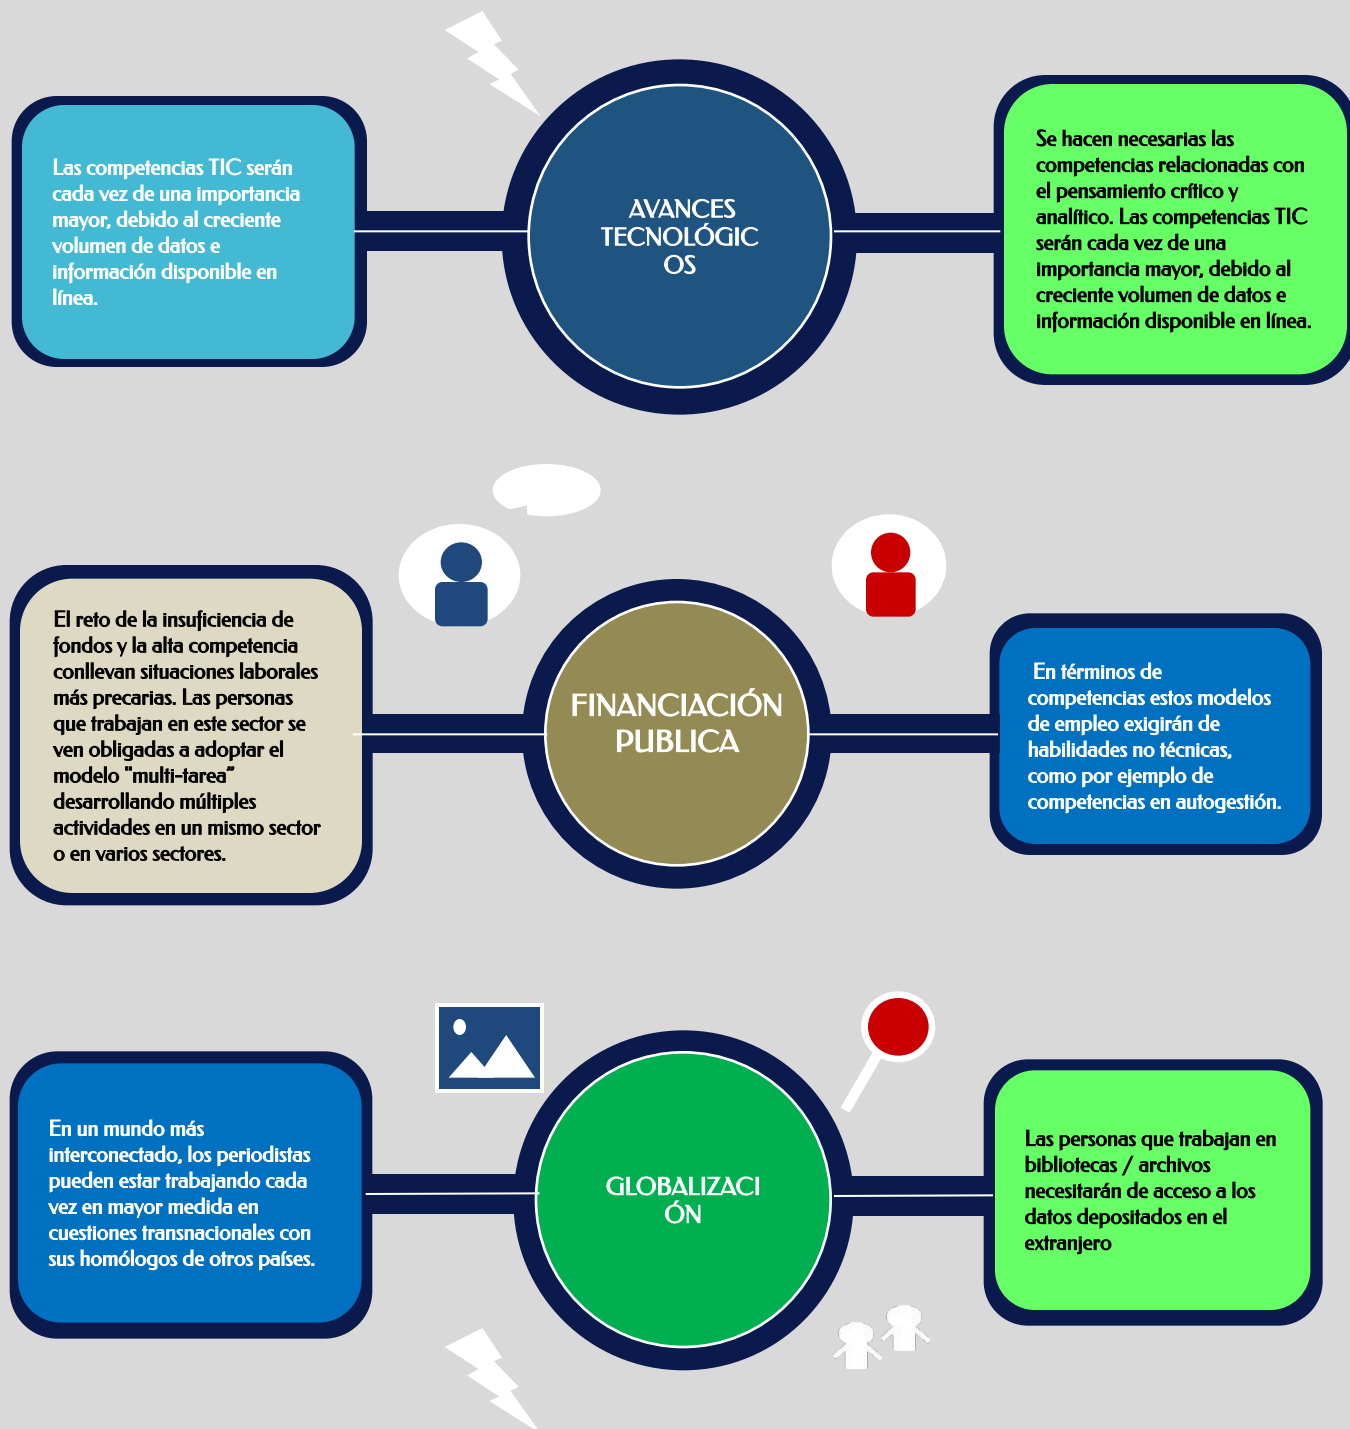 Las competencias TIC serán
cada vez de una importancia
mayor, debido al creciente
volumen de datos e
información disponible en
línea.
AVANCES
TECNOLÓGIC
OS
Se hacen necesarias las
competencias relacionadas con
el pensamiento crítico y
analítico. Las competencias TIC
serán cada vez de una
importancia mayor, debido al
creciente volumen de datos e
información disponible en línea.
El reto de la insuficiencia de
fondos y la alta competencia
conllevan situaciones laborales
más precarias. Las personas
que trabajan en este sector se
ven obligadas a adoptar el
modelo "multi-tarea”
desarrollando múltiples
actividades en un mismo sector
o en varios sectores.
FINANCIACIÓN
PUBLICA
En términos de
competencias estos modelos
de empleo exigirán de
habilidades no técnicas,
como por ejemplo de
competencias en autogestión.
En un mundo más
interconectado, los periodistas
pueden estar trabajando cada
vez en mayor medida en
cuestiones transnacionales con
sus homólogos de otros países.
GLOBALIZACI
ÓN
Las personas que trabajan en
bibliotecas / archivos
necesitarán de acceso a los
datos depositados en el
extranjero